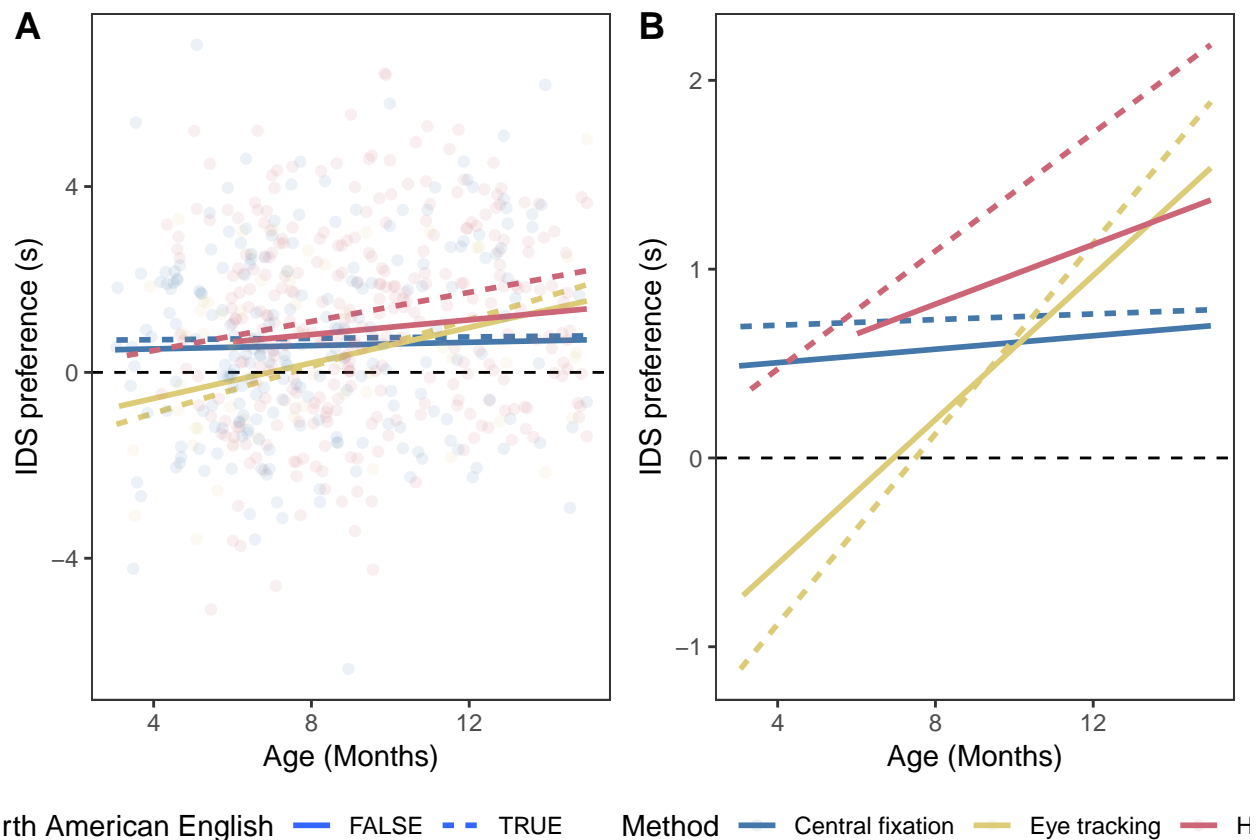 A
B
IDS preference (s)
4
0
−4
4
8
12
Age (Months)
IDS preference (s)
2
1
0
−1
4
8
12
Age (Months)
rth American English FALSE TRUE Method Central fixation Eye tracking H